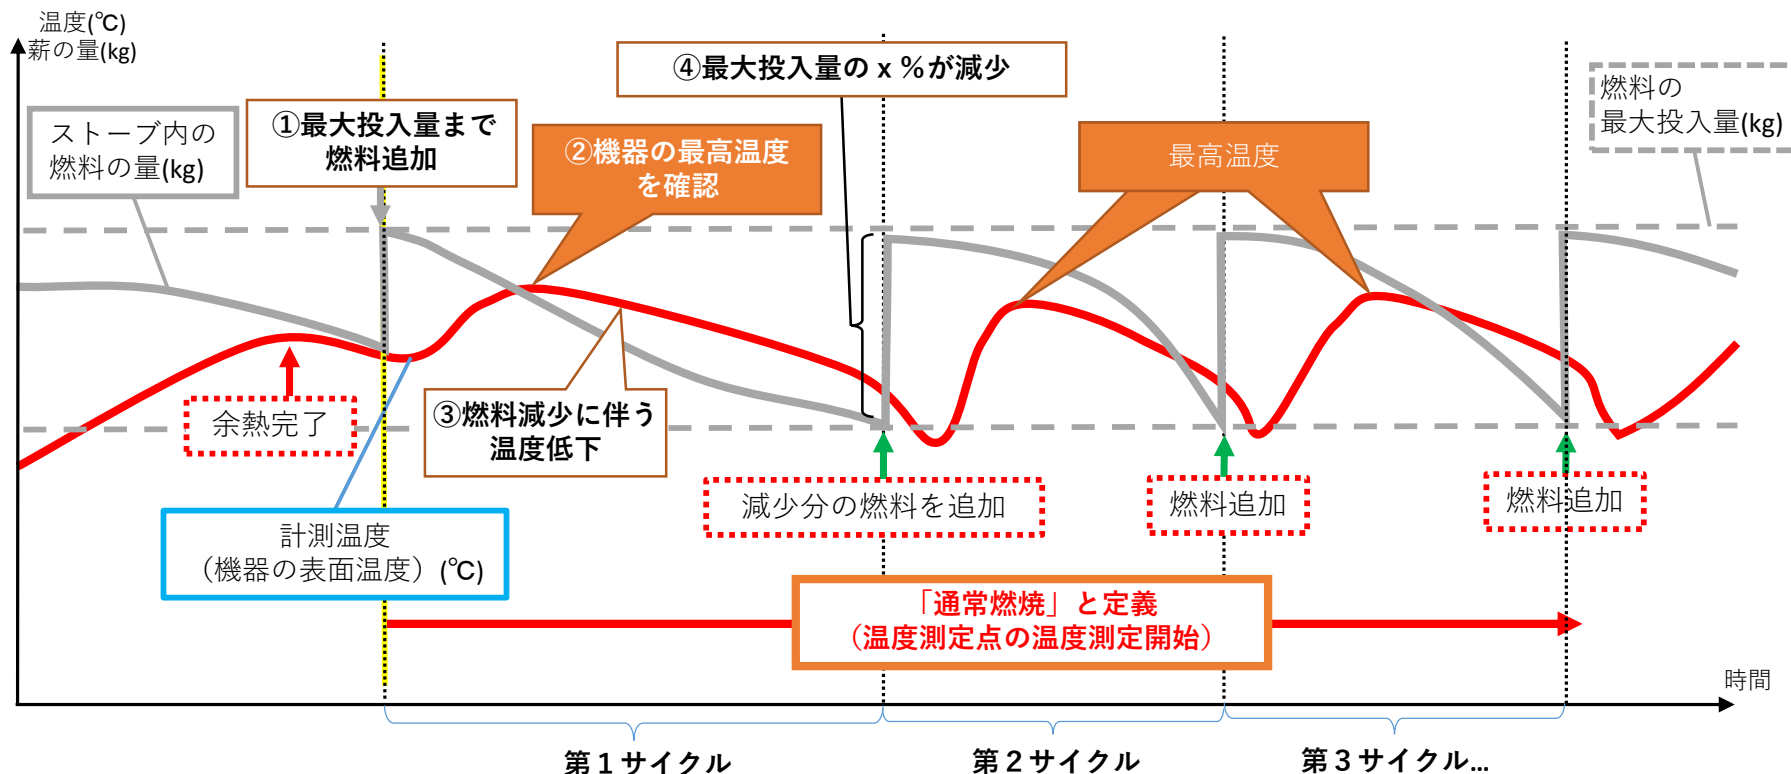 温度(℃)
薪の量(kg)
ストーブ内の
燃料の量(kg)
①最大投入量まで
燃料追加
②機器の最高温度
を確認
④最大投入量の x %が減少
最高温度
燃料の
最大投入量(kg)
余熱完了
③燃料減少に伴う
温度低下
計測温度
（機器の表面温度）(℃)
減少分の燃料を追加
燃料追加
燃料追加
「通常燃焼」と定義
（温度測定点の温度測定開始）
時間
第１サイクル
第２サイクル
第３サイクル…